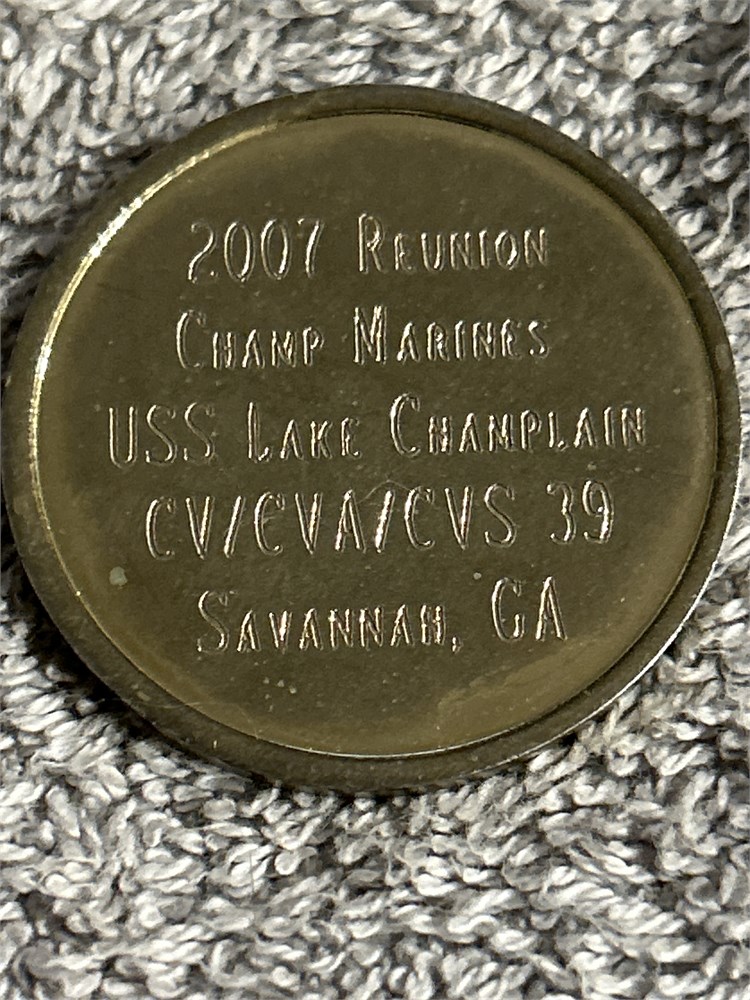 2007 Reunion
Champ Marines
USS Lake Champlain
CV/CVA/CVS 39
Savannah, GA